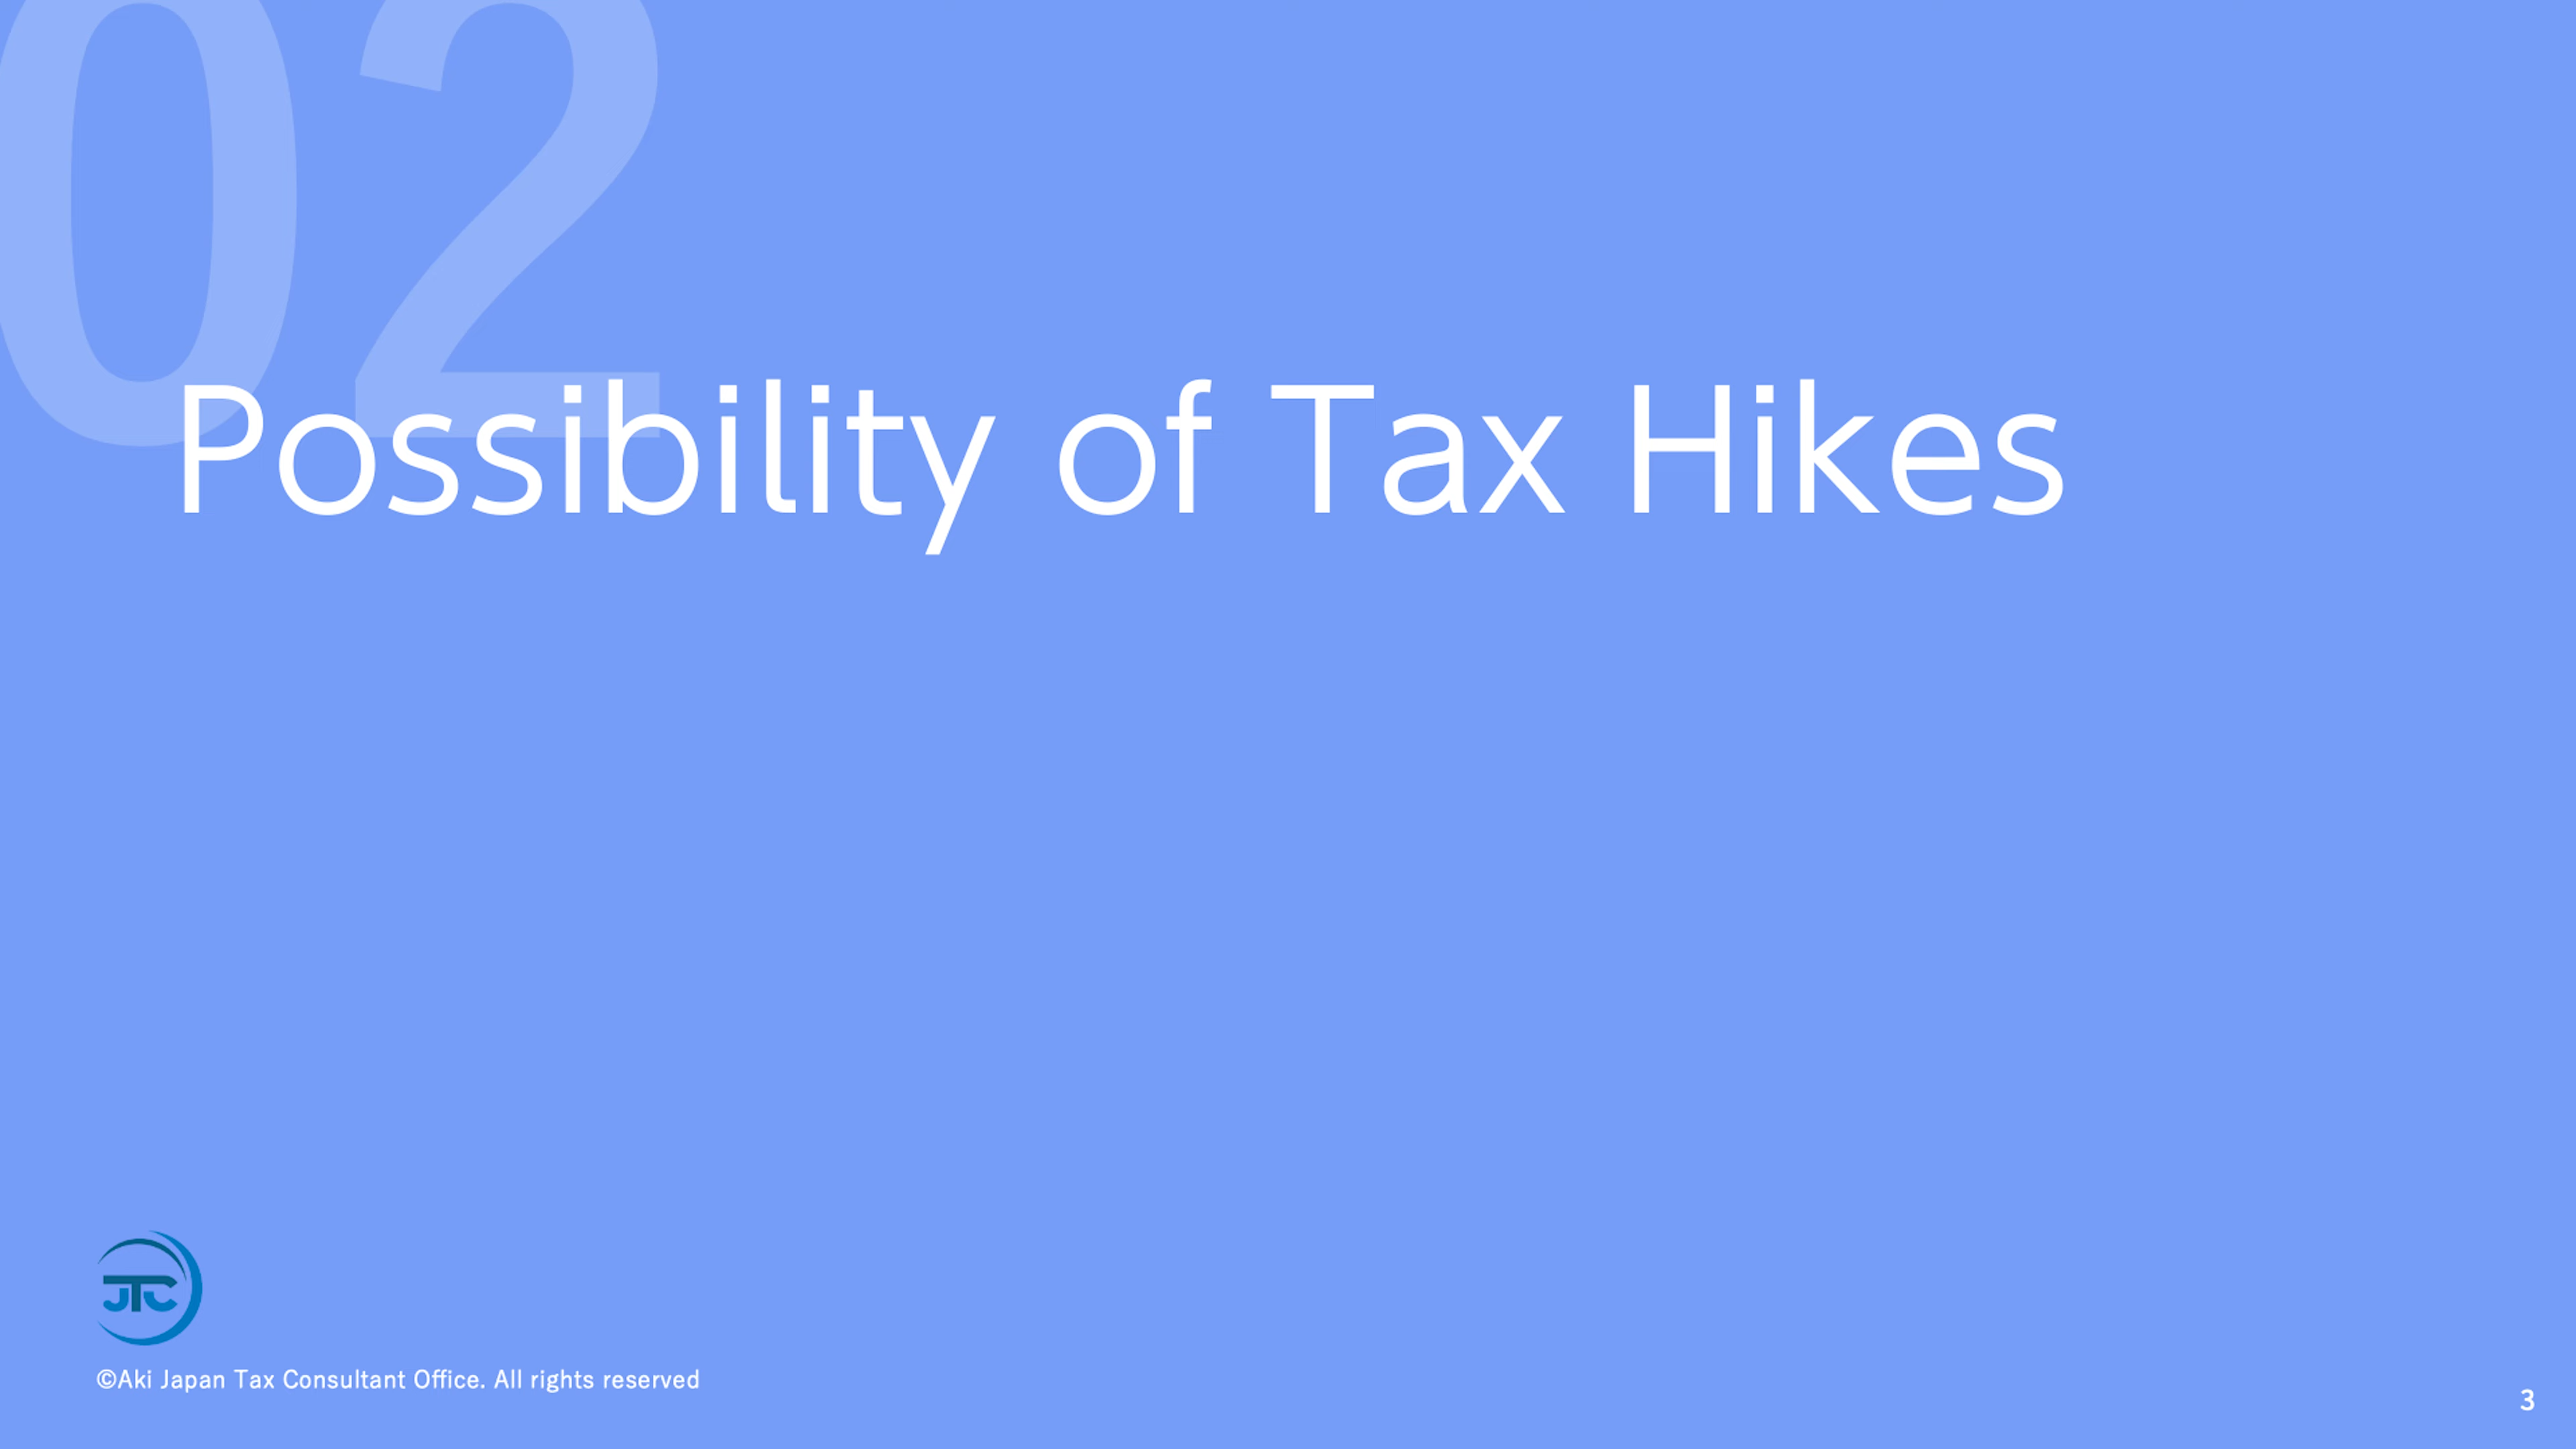 02
Possibility of Tax Hikes
JTC
©Aki Japan Tax Consultant Office. All rights reserved
3